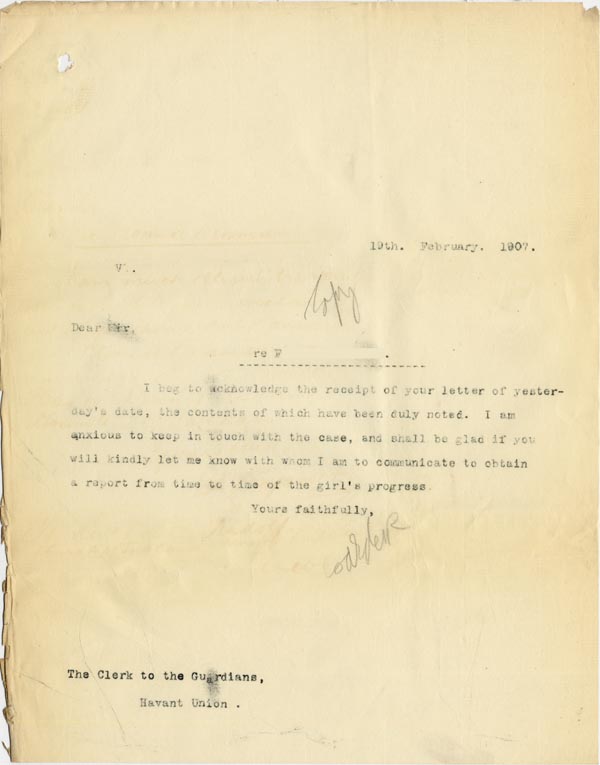 19th. February. 1907.
V..
Copy
Dear Sir,
re F .
I beg to acknowledge the receipt of your letter of yester-
day's date, the contents of which have been duly noted. I am
anxious to keep in touch with the case, and shall be glad if you
will kindly let me know with whom I am to communicate to obtain
a report from time to time of the girl's progress.
Yours faithfully,
The Clerk to the Guardians,
Havant Union .